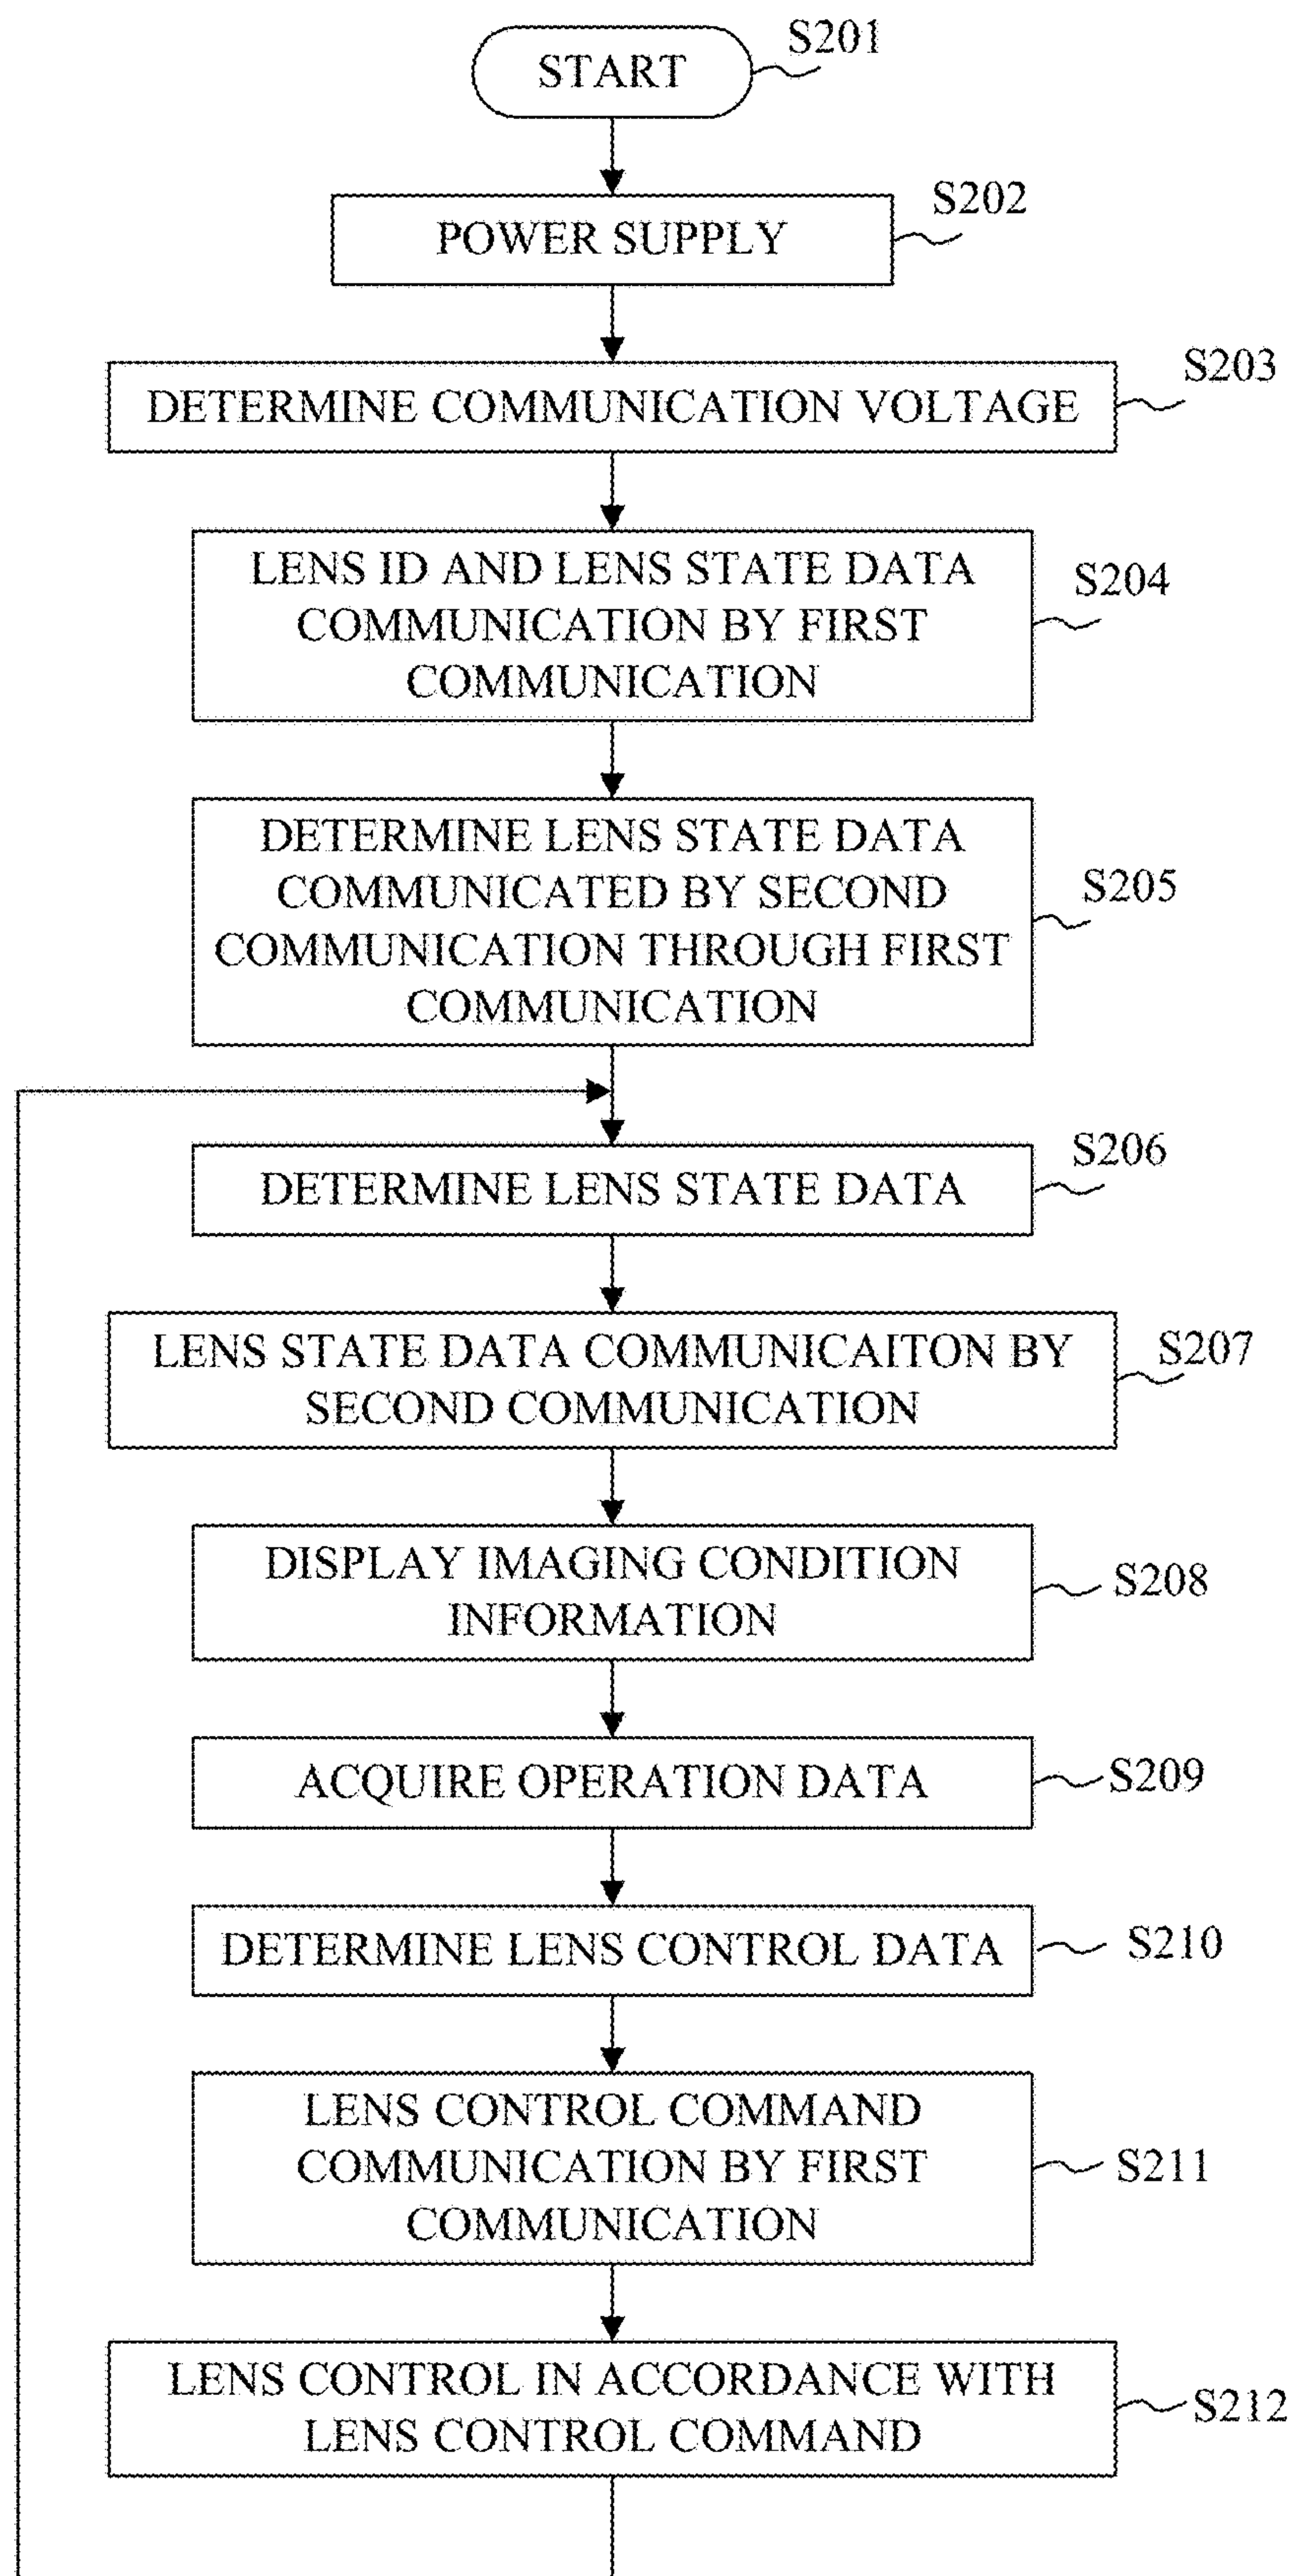 START
S201
POWER SUPPLY
S202
DETERMINE COMMUNICATION VOLTAGE
S203
LENS ID AND LENS STATE DATA
COMMUNICATION BY FIRST
COMMUNICATION
S204
DETERMINE LENS STATE DATA
COMMUNICATED BY SECOND
COMMUNICATION THROUGH FIRST
COMMUNICATION
S205
DETERMINE LENS STATE DATA
S206
LENS STATE DATA COMMUNICAITON BY
SECOND COMMUNICATION
S207
DISPLAY IMAGING CONDITION
INFORMATION
S208
ACQUIRE OPERATION DATA
S209
DETERMINE LENS CONTROL DATA
S210
LENS CONTROL COMMAND
COMMUNICATION BY FIRST
COMMUNICATION
S211
LENS CONTROL IN ACCORDANCE WITH
LENS CONTROL COMMAND
S212